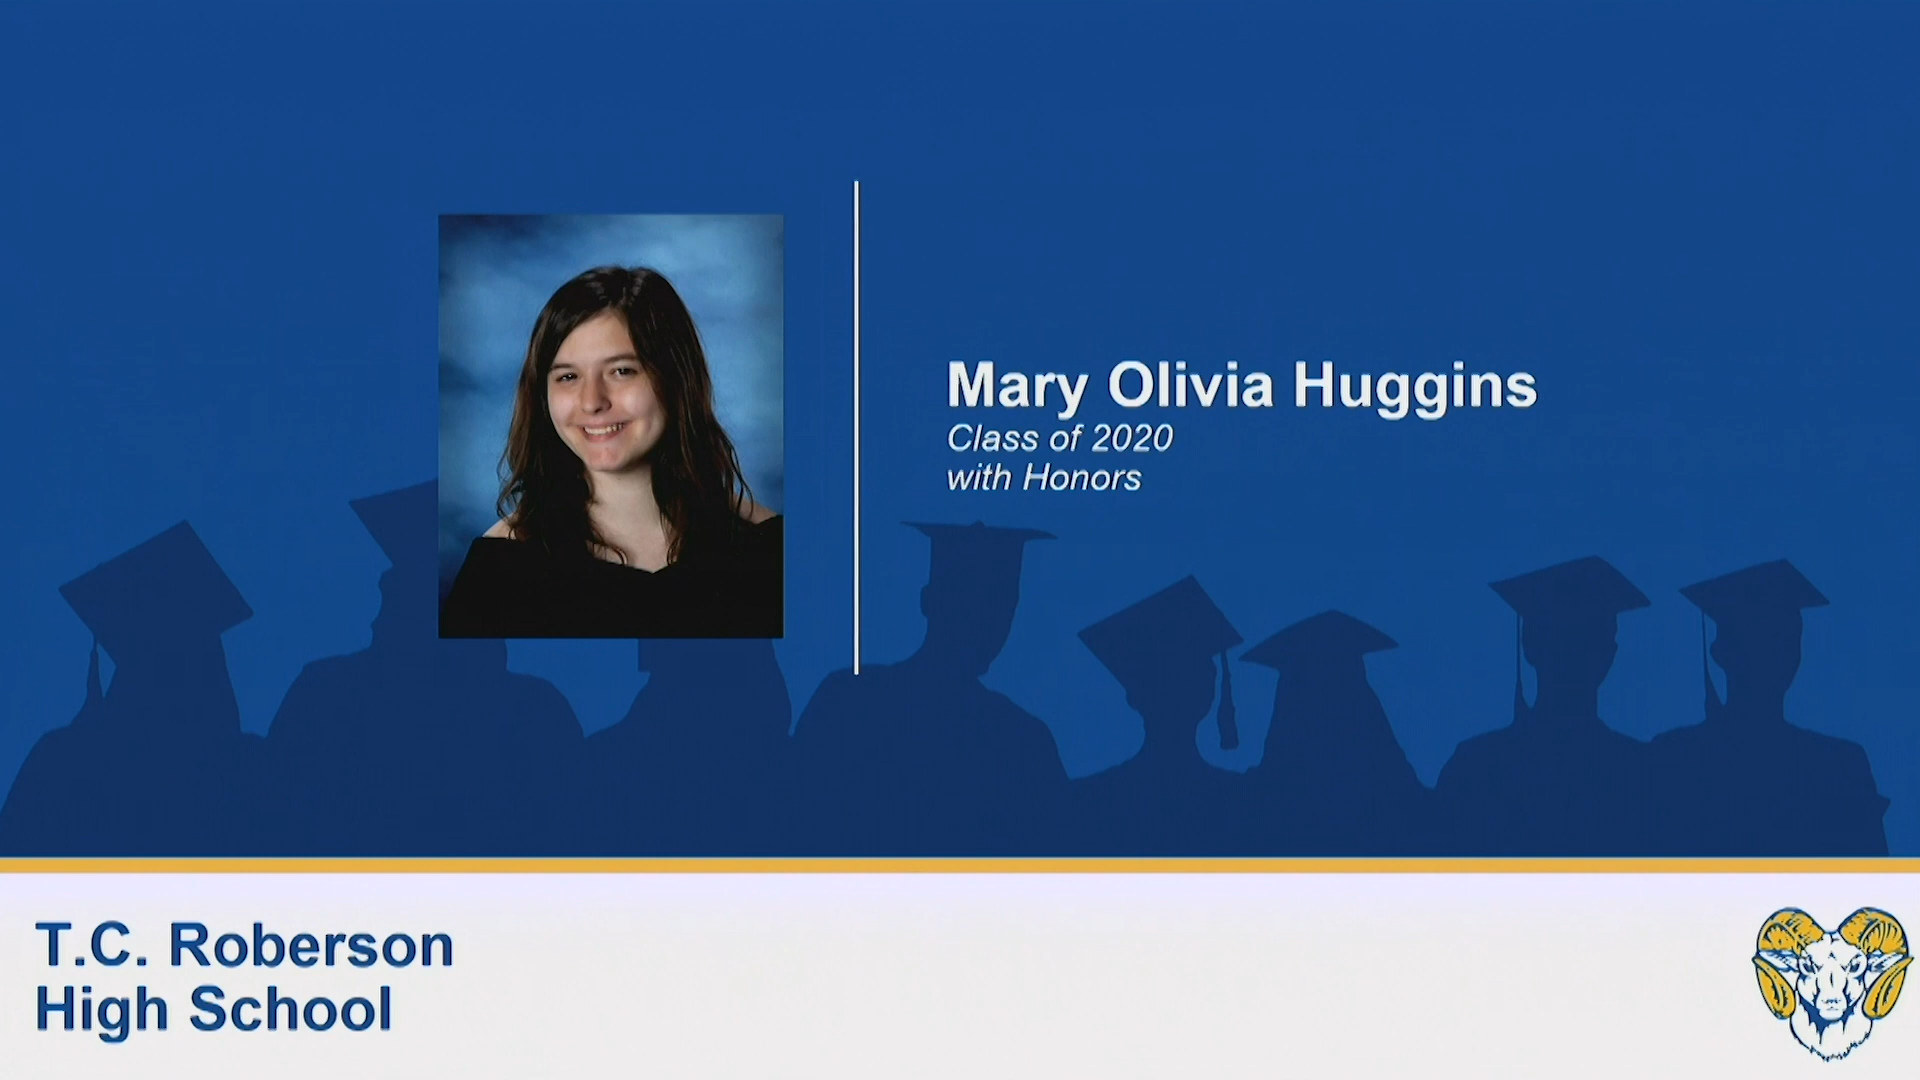 Mary Olivia Huggins
Class of 2020
with Honors
T.C. Roberson
High School